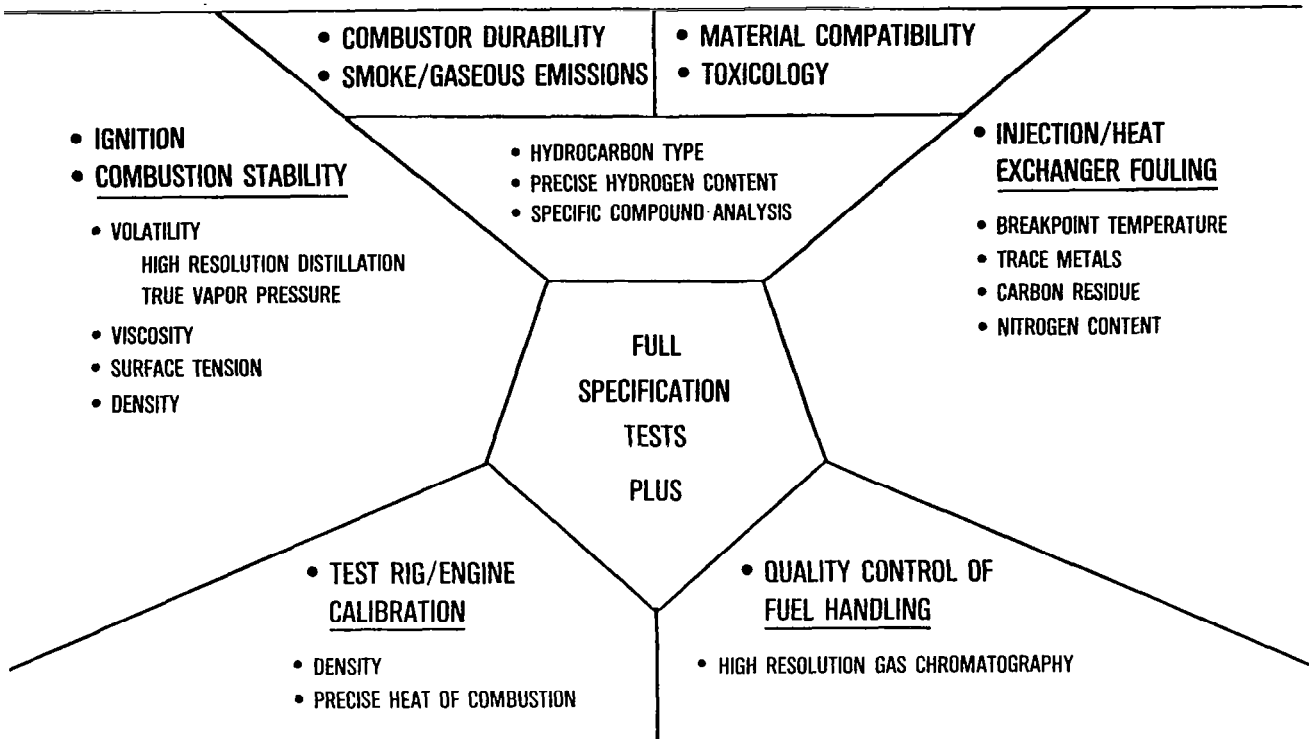 • COMBUSTOR DURABILITY
• SMOKE/GASEOUS EMISSIONS
• MATERIAL COMPATIBILITY
• TOXICOLOGY
• HYDROCARBON TYPE
• PRECISE HYDROGEN CONTENT
• SPECIFIC COMPOUND ANALYSIS
• IGNITION
• COMBUSTION STABILITY
• VOLATILITY
HIGH RESOLUTION DISTILLATION
TRUE VAPOR PRESSURE
• VISCOSITY
• SURFACE TENSION
• DENSITY
• INJECTION/HEAT
EXCHANGER FOULING
• BREAKPOINT TEMPERATURE
• TRACE METALS
• CARBON RESIDUE
• NITROGEN CONTENT
FULL
SPECIFICATION
TESTS
PLUS
• TEST RIG/ENGINE
CALIBRATION
• DENSITY
• PRECISE HEAT OF COMBUSTION
• QUALITY CONTROL OF
FUEL HANDLING
• HIGH RESOLUTION GAS CHROMATOGRAPHY